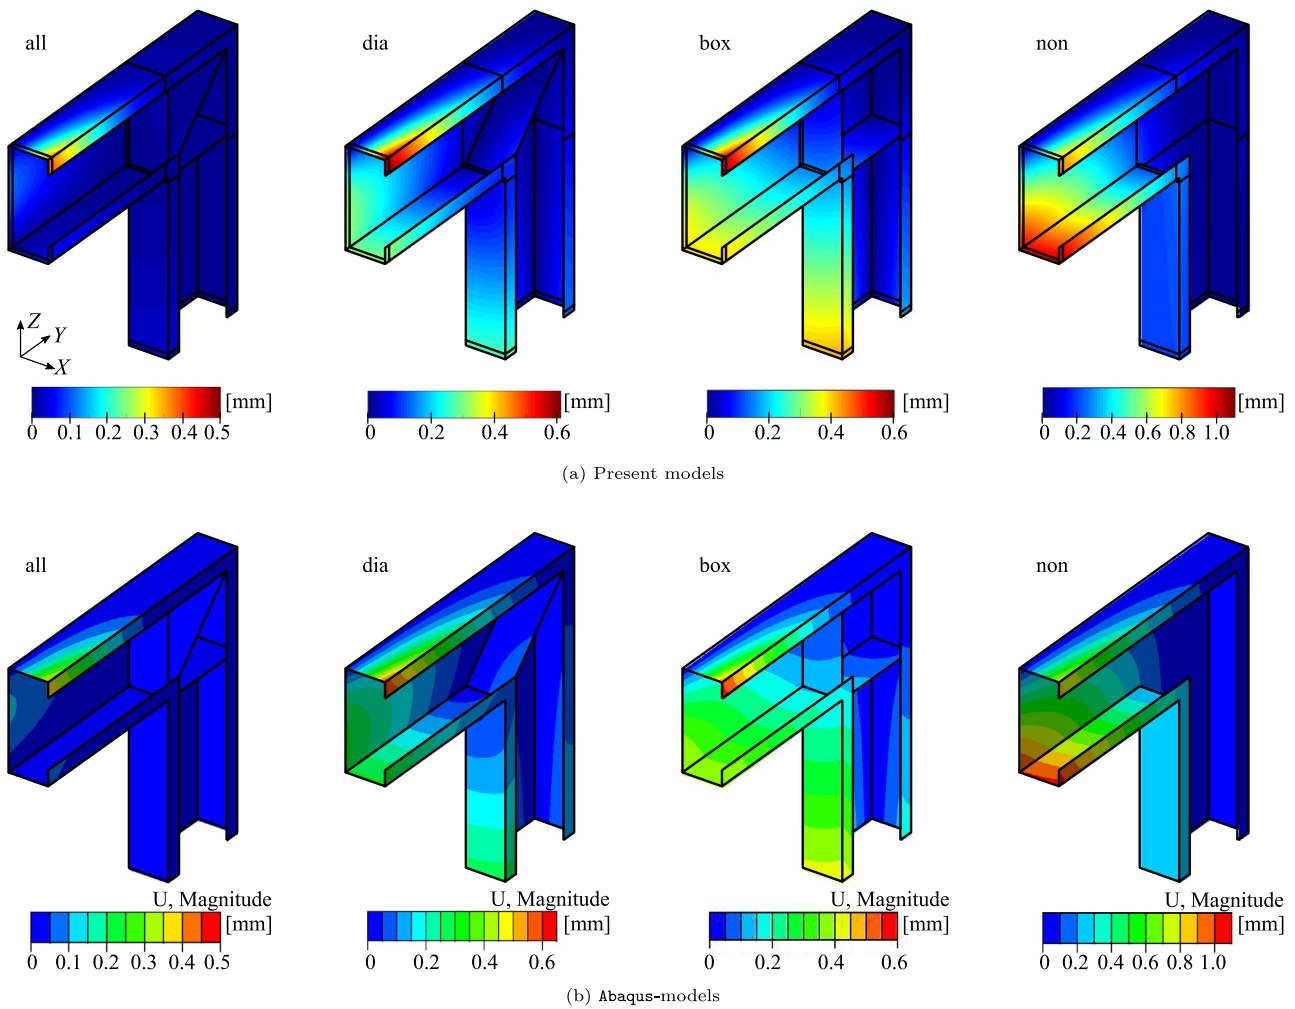 all dia box non
Z
Y
X
[mm] [mm] [mm] [mm]
0 0.1 0.2 0.3 0.4 0.5 0 0.2 0.4 0.6 0 0.2 0.4 0.6 0 0.2 0.4 0.6 0.8 1.0
(a) Present models
all dia box non
U, Magnitude U, Magnitude U, Magnitude U, Magnitude
[mm] [mm] [mm] [mm]
0 0.1 0.2 0.3 0.4 0.5 0 0.2 0.4 0.6 0 0.2 0.4 0.6 0 0.2 0.4 0.6 0.8 1.0
(b) Abaqus-models